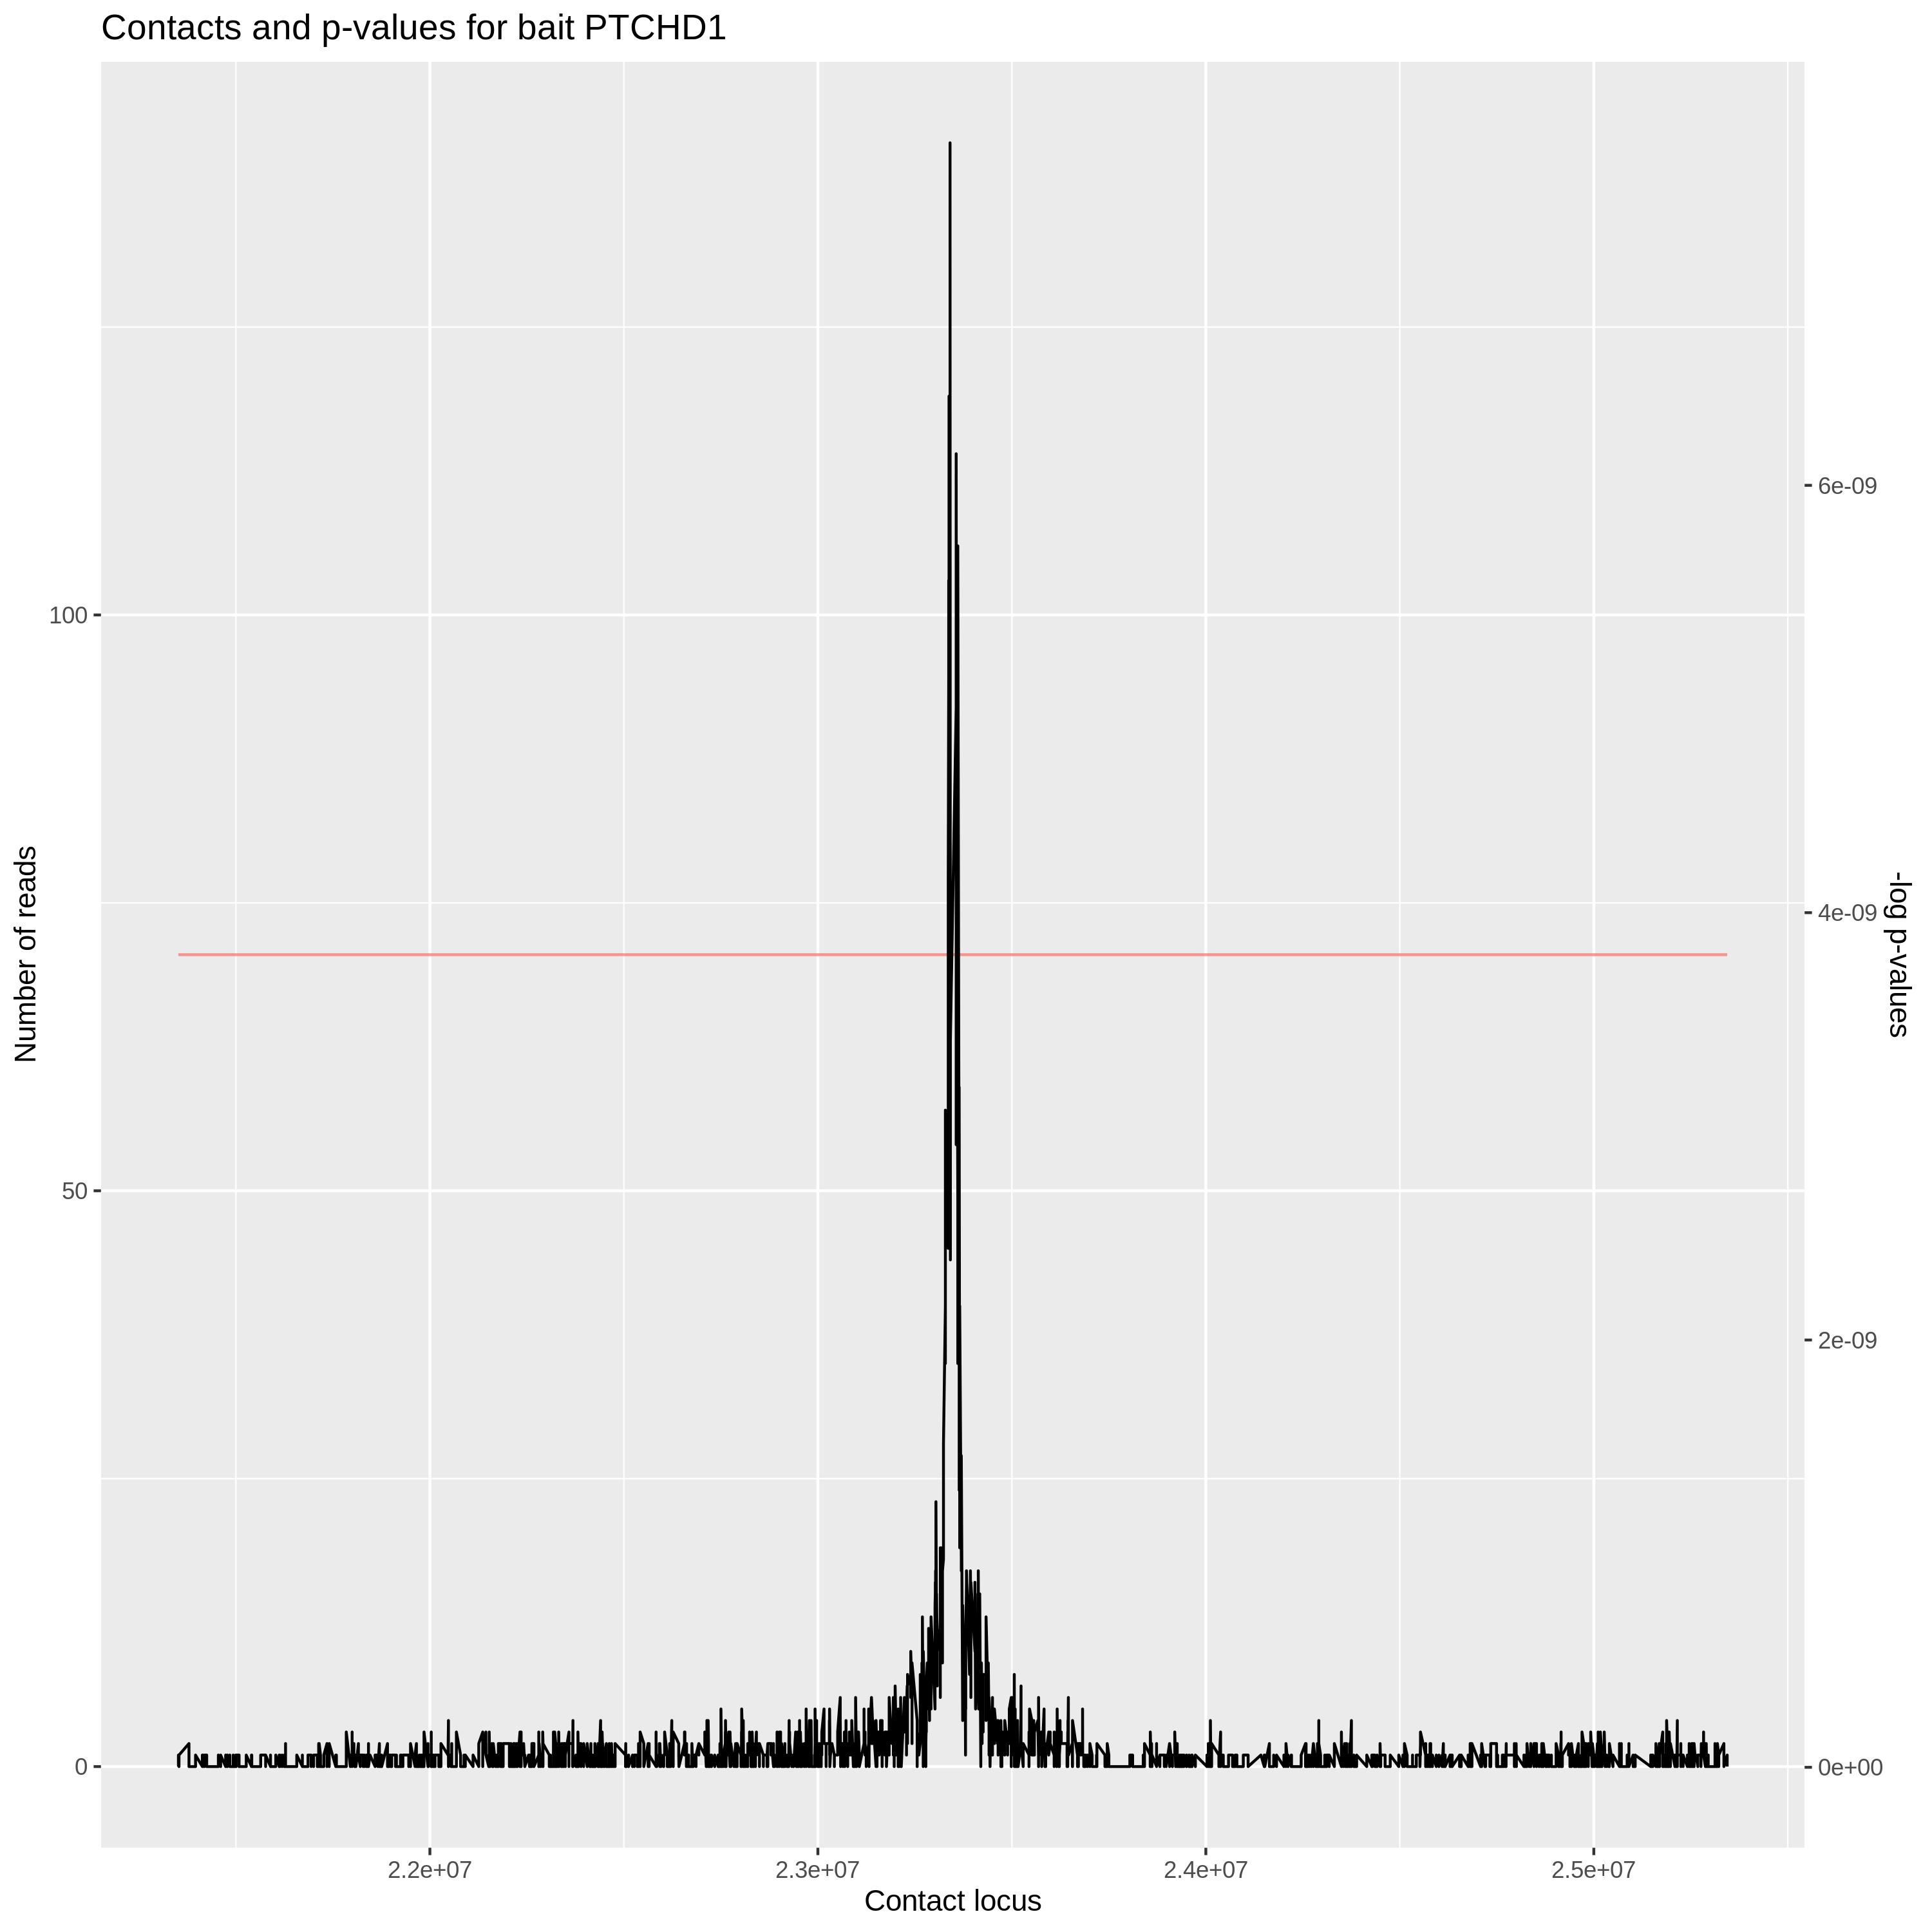 Contacts and p-values for bait PTCHD1
Number of reads
100
50
0
6e-09
4e-09
2e-09
0e+00
-log p-values
2.2e+07
2.3e+07
2.4e+07
2.5e+07
Contact locus